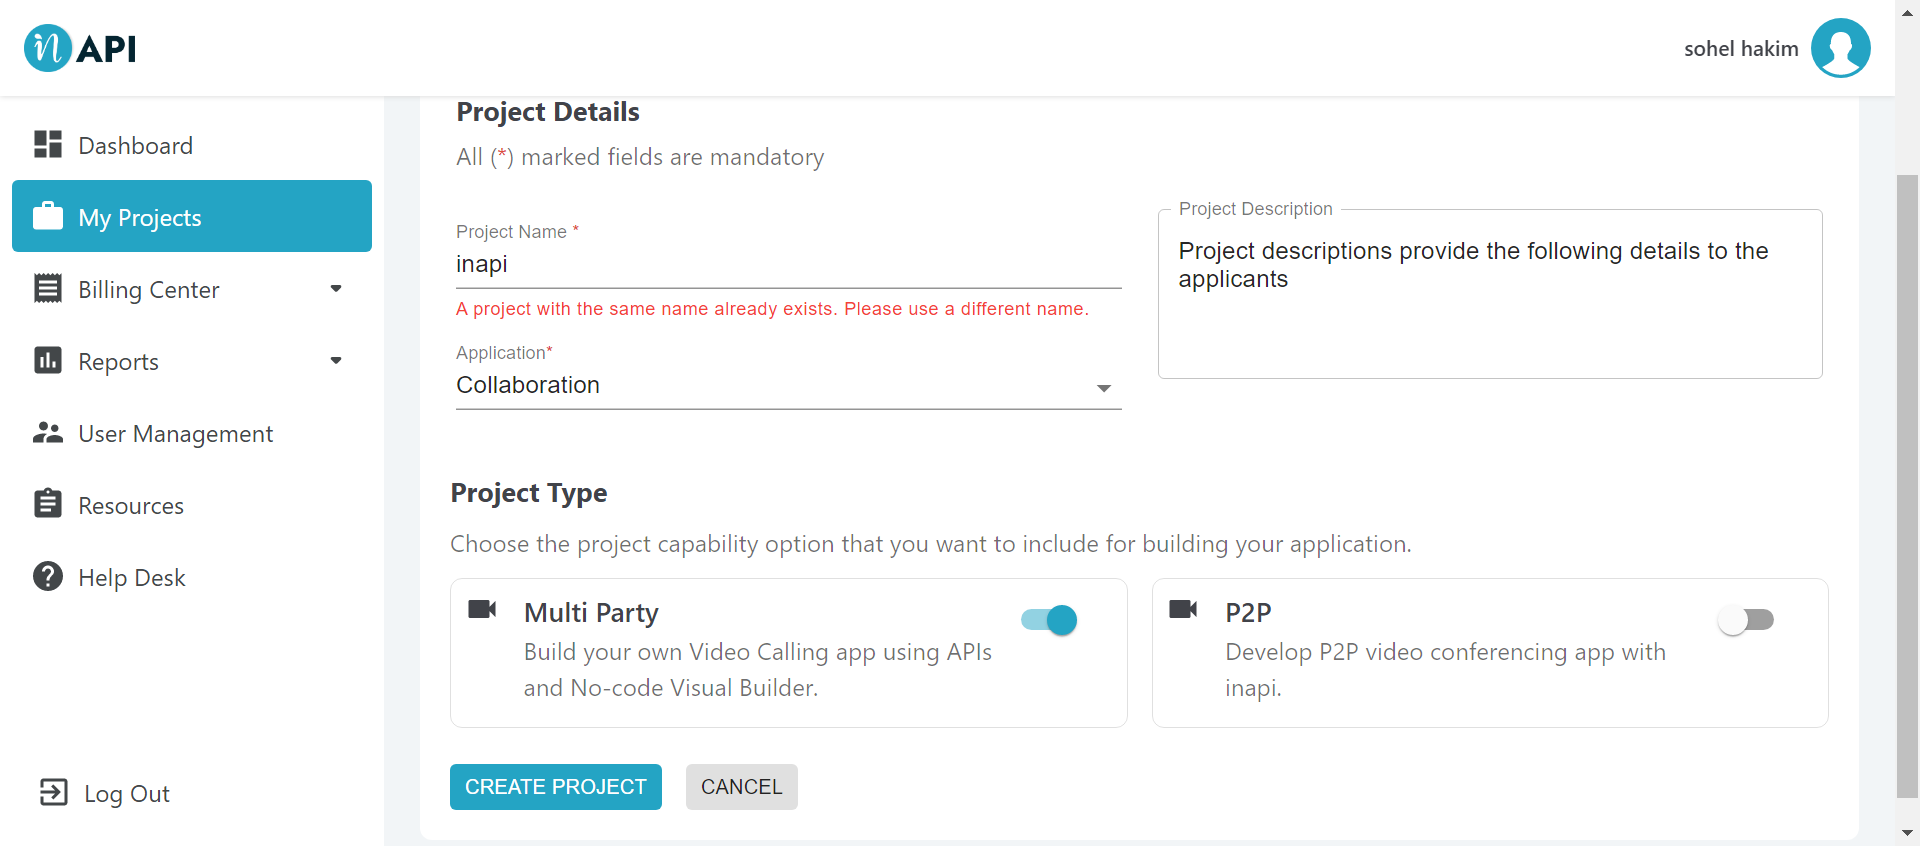 in API
sohel hakim
Dashboard
My Projects
Billing Center
Reports
User Management
Resources
Help Desk
Log Out
Project Details
All (*) marked fields are mandatory
Project Name *
inapi
A project with the same name already exists. Please use a different name.
Application*
Collaboration
Project Description
Project descriptions provide the following details to the
applicants
Project Type
Choose the project capability option that you want to include for building your application.
Multi Party
Build your own Video Calling app using APIs
and No-code Visual Builder.
P2P
Develop P2P video conferencing app with
inapi.
CREATE PROJECT
CANCEL